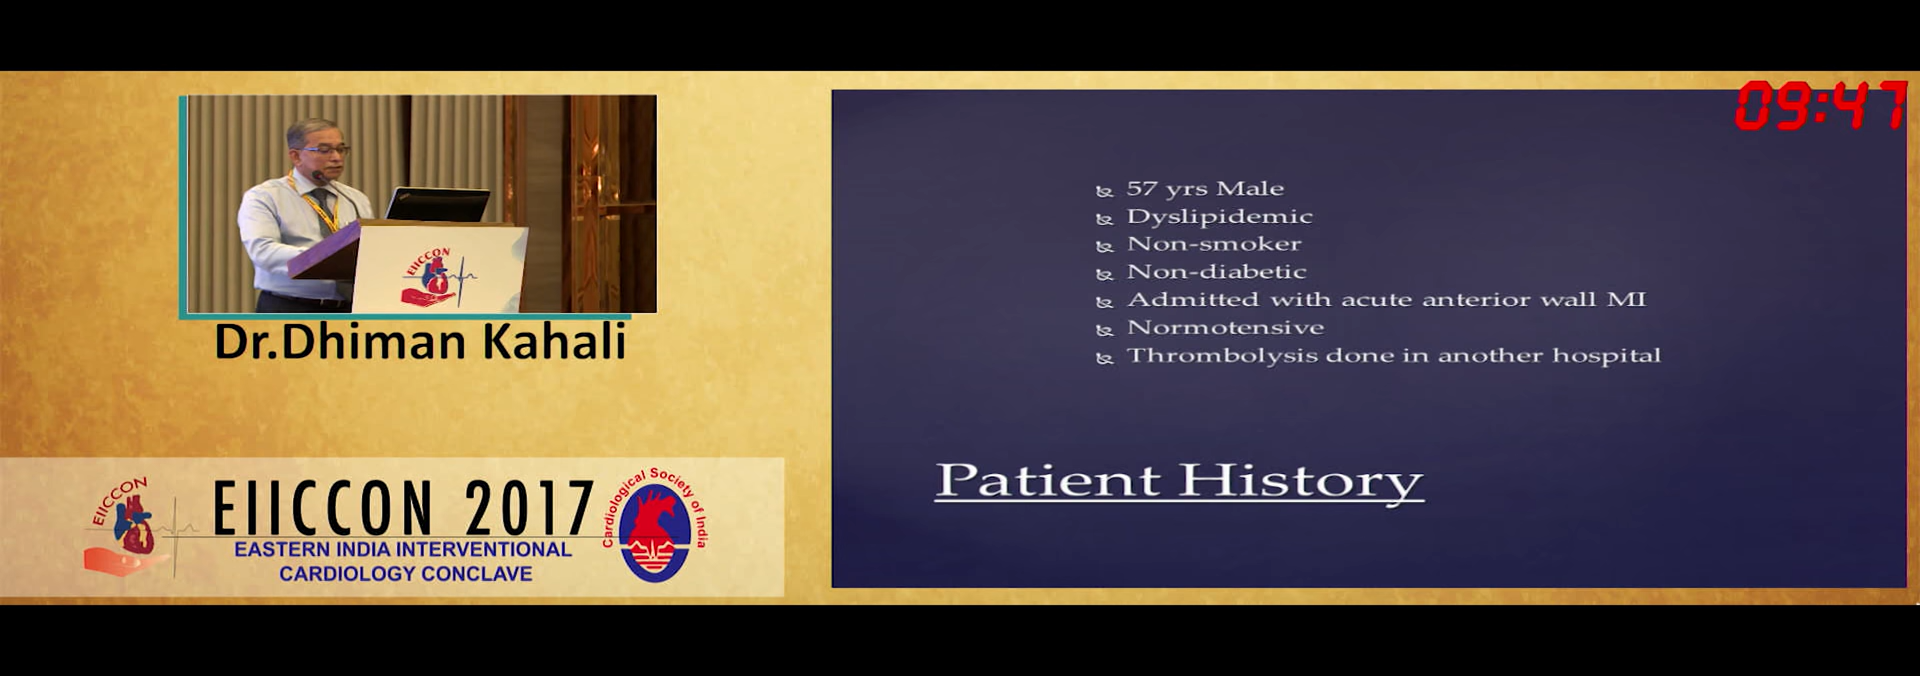 09:47
57 yrs Male
Dyslipidemic
Non-smoker
Non-diabetic
Admitted with acute anterior wall MI
Normotensive
Thrombolysis done in another hospital
Patient History
EIICCON
Dr.Dhiman Kahali
EIICCON
EIICCON 2017
EASTERN INDIA INTERVENTIONAL
CARDIOLOGY CONCLAVE
Cardiological Society of India